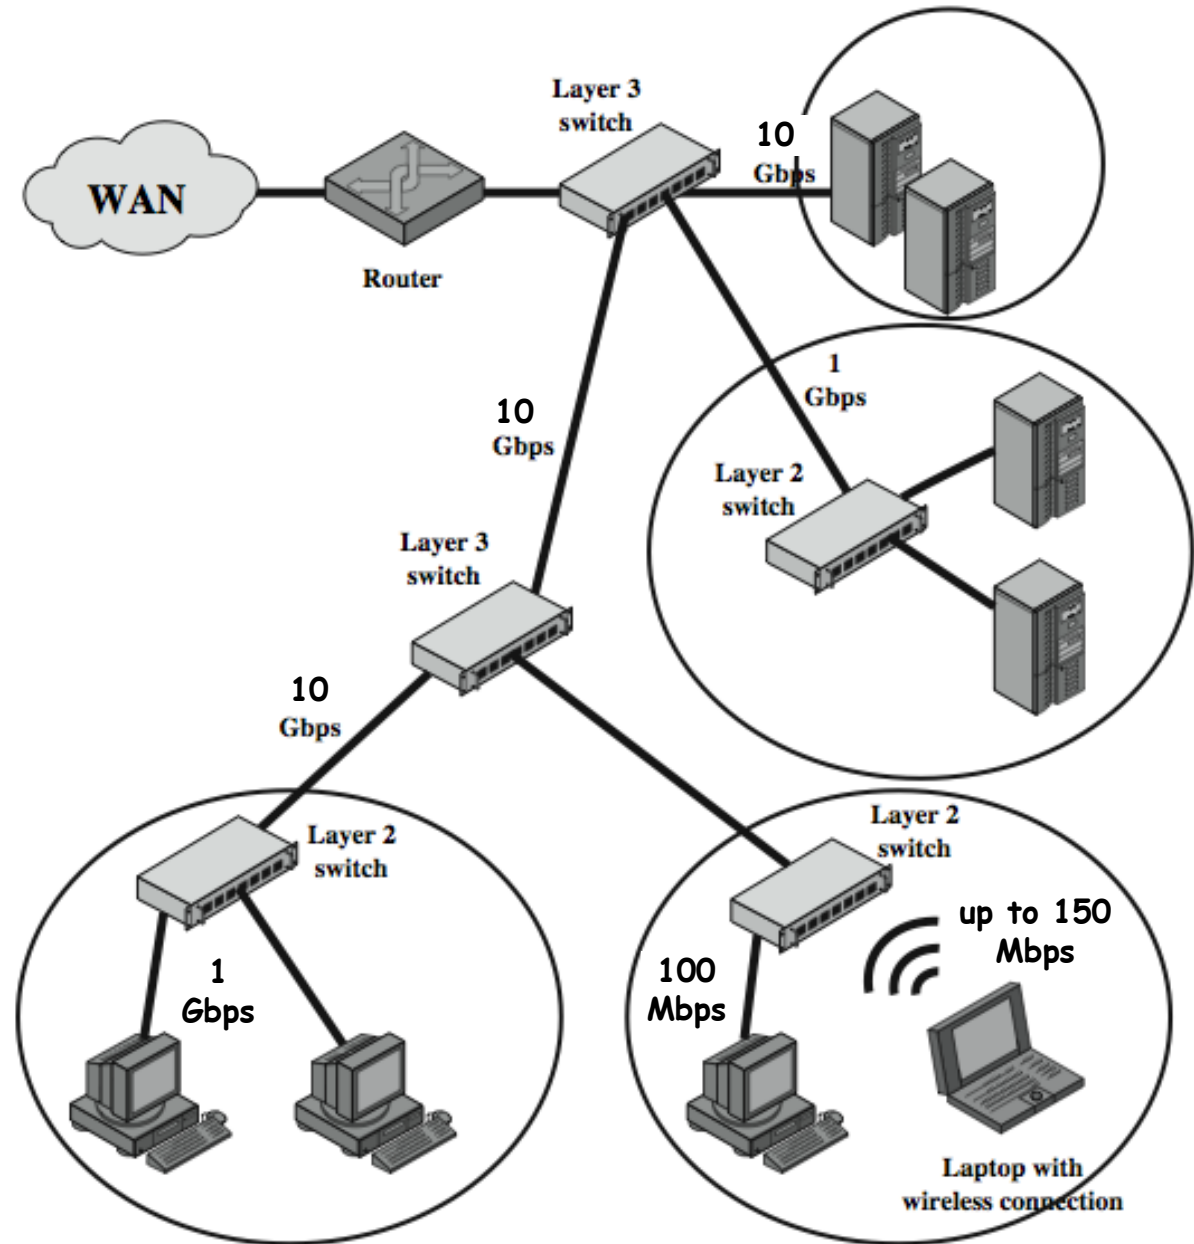 Layer 3
switch
10
Gbps
WAN
Router
1
Gbps
10
Gbps
Layer 2
switch
Layer 3
switch
10
Gbps
Layer 2
switch
Layer 2
switch
up to 150
Mbps
1
Gbps
100
Mbps
Laptop with
wireless connection